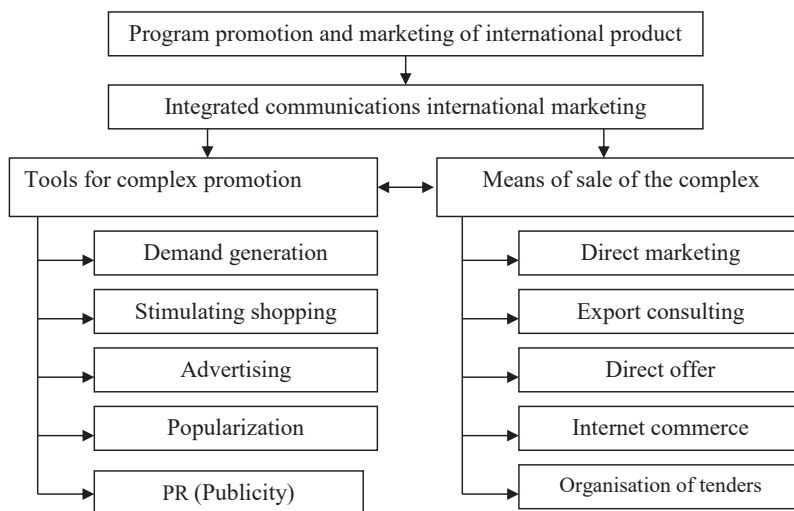 Program promotion and marketing of international product
Integrated communications international marketing
Tools for complex promotion
Means of sale of the complex
Demand generation
Direct marketing
Stimulating shopping
Export consulting
Advertising
Direct offer
Popularization
Internet commerce
PR (Publicity)
Organisation of tenders